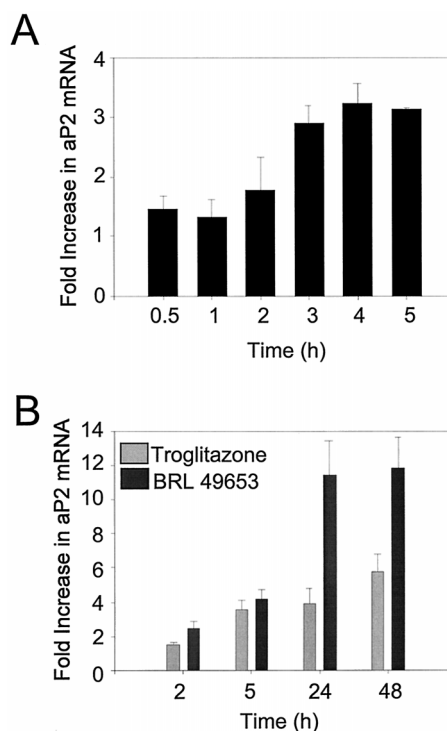 A
Fold Increase in aP2 mRNA
4
3
2
1
0
0.5 1 2 3 4 5
Time (h)
B
Fold Increase in aP2 mRNA
14
12
10
8
6
4
2
0
Troglitazone
BRL 49653
2 5 24 48
Time (h)